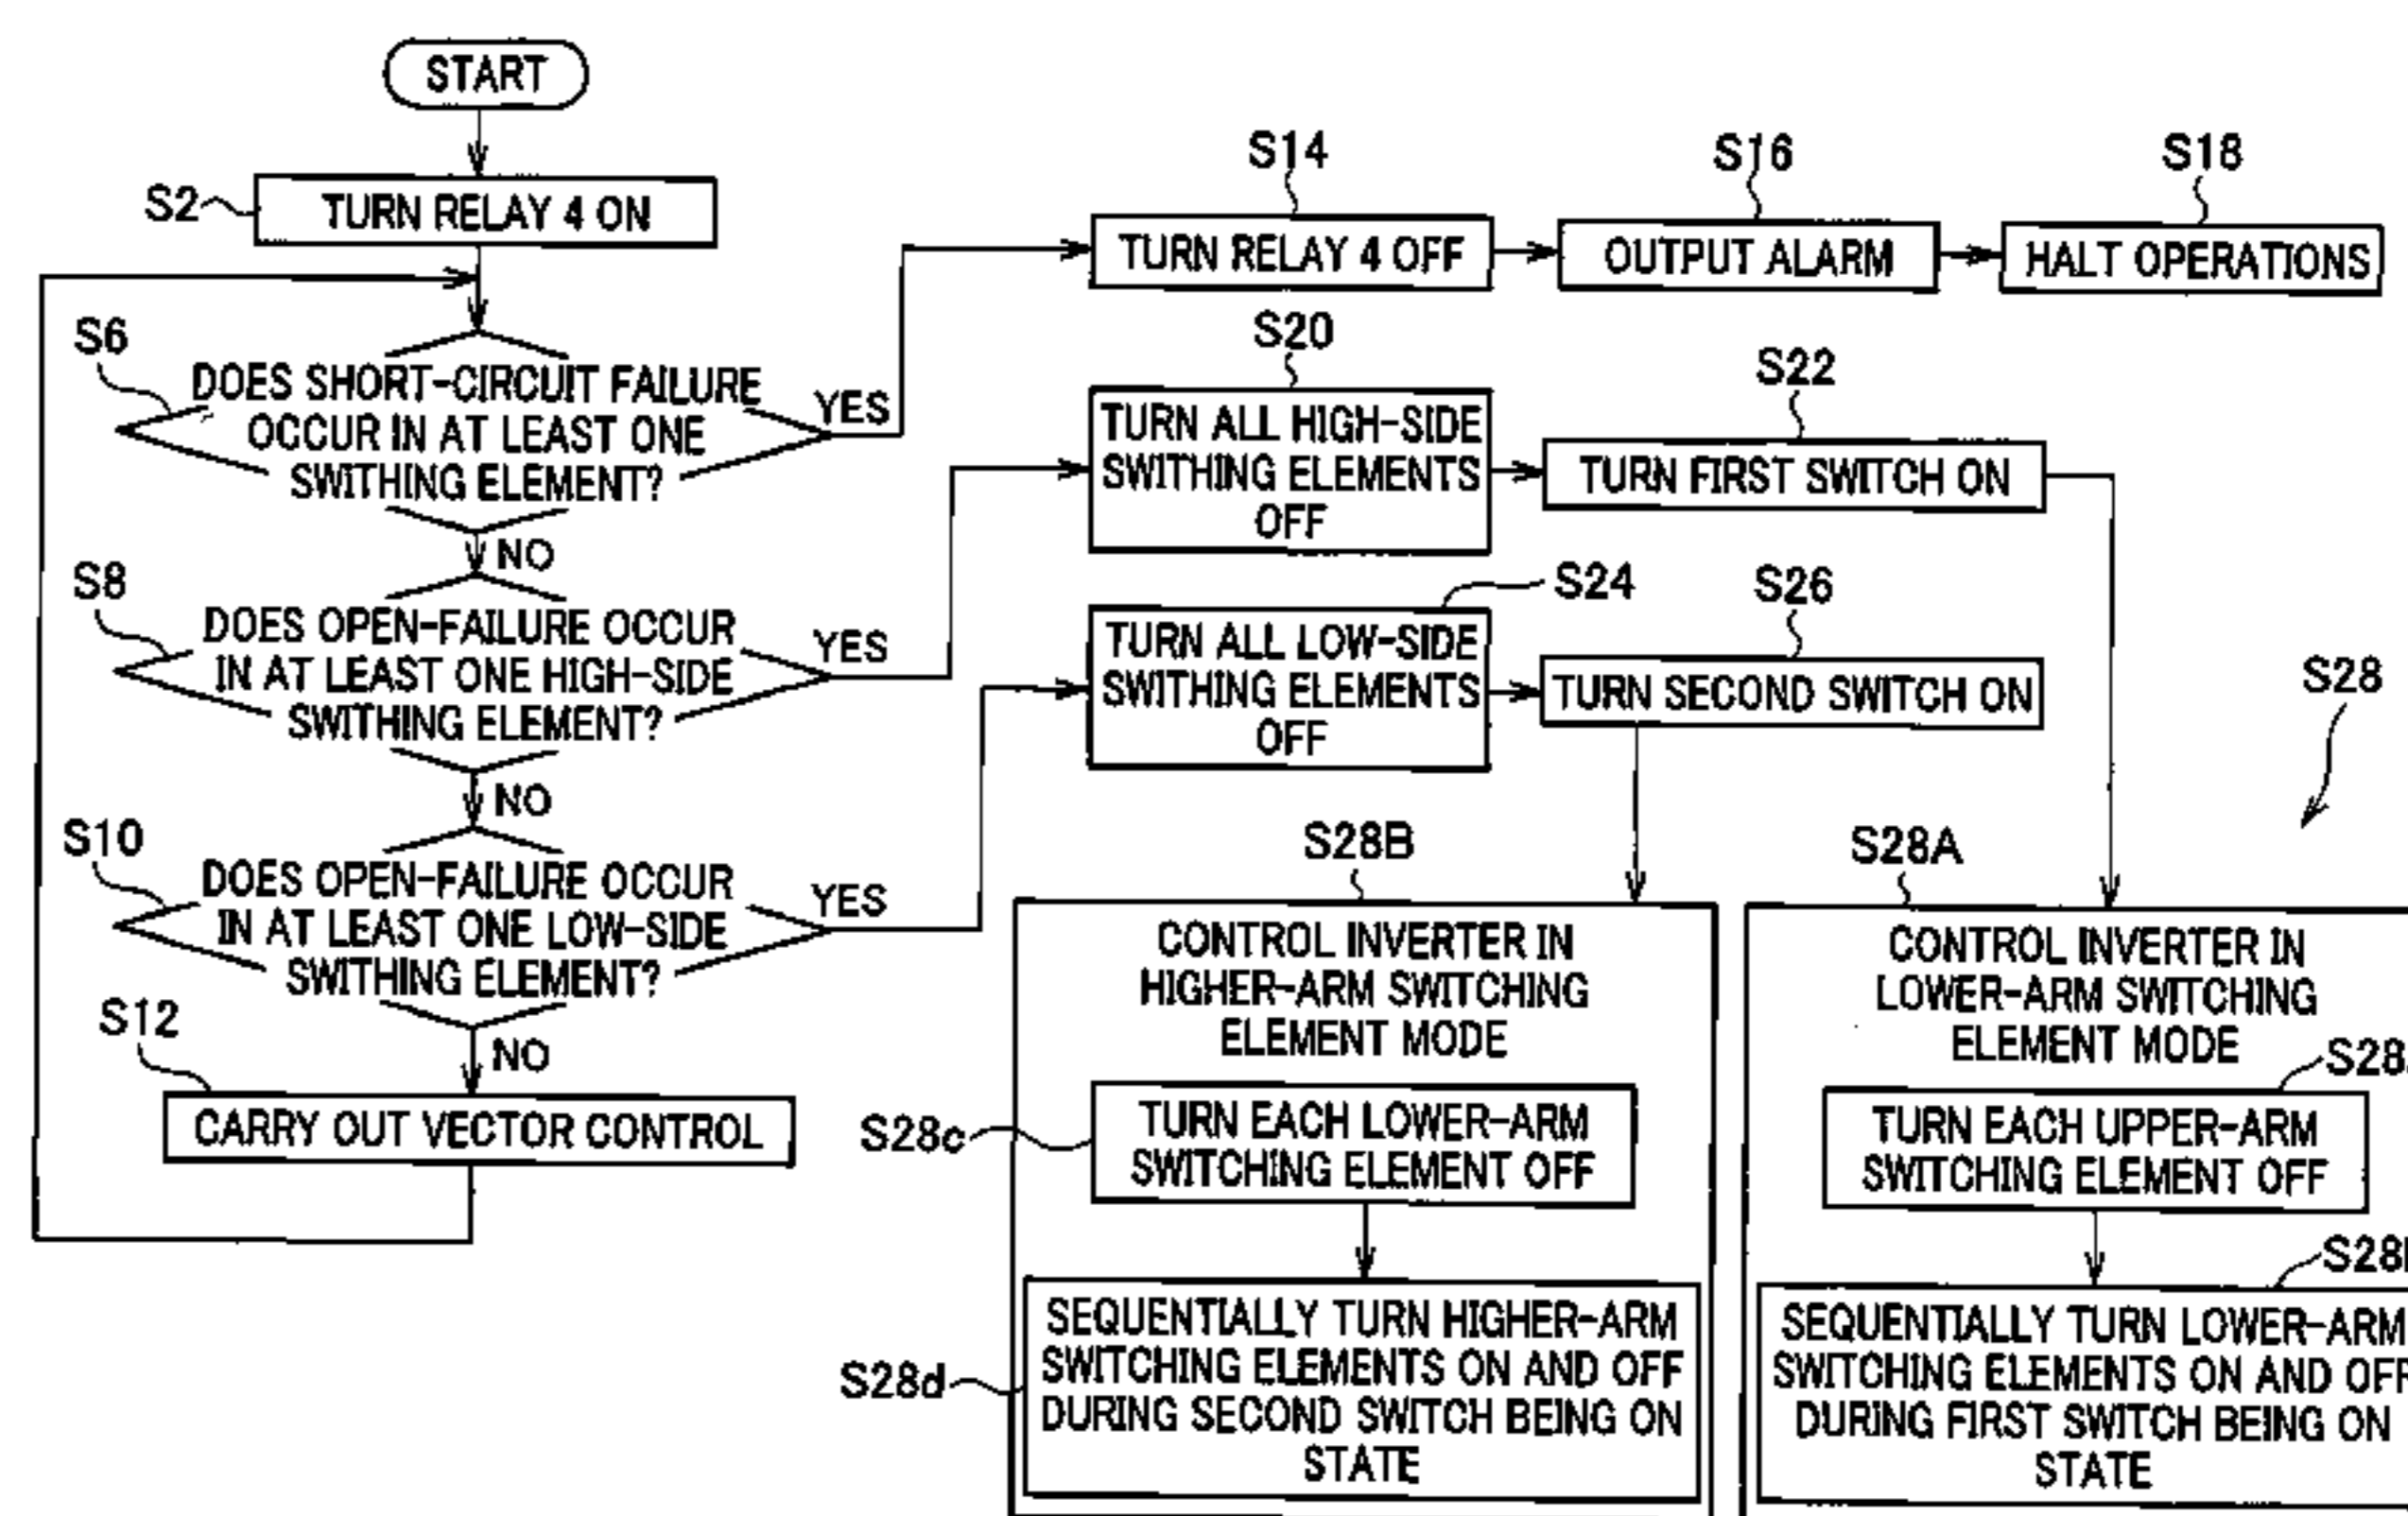 START
S2
TURN RELAY 4 ON
S6
DOES SHORT-CIRCUIT FAILURE
OCCUR IN AT LEAST ONE
SWITHING ELEMENT?
YES
NO
S8
DOES OPEN-FAILURE OCCUR
IN AT LEAST ONE HIGH-SIDE
SWITHING ELEMENT?
YES
NO
S10
DOES OPEN-FAILURE OCCUR
IN AT LEAST ONE LOW-SIDE
SWITHING ELEMENT?
YES
NO
S12
CARRY OUT VECTOR CONTROL
S14
TURN RELAY 4 OFF
S16
OUTPUT ALARM
S18
HALT OPERATIONS
S20
TURN ALL HIGH-SIDE
SWITHING ELEMENTS
OFF
S22
TURN FIRST SWITCH ON
S24
TURN ALL LOW-SIDE
SWITHING ELEMENTS
OFF
S26
TURN SECOND SWITCH ON
S28
S28B
CONTROL INVERTER IN
HIGHER-ARM SWITCHING
ELEMENT MODE
S28c
TURN EACH LOWER-ARM
SWITCHING ELEMENT OFF
S28d
SEQUENTIALLY TURN HIGHER-ARM
SWITCHING ELEMENTS ON AND OFF
DURING SECOND SWITCH BEING ON
STATE
S28A
CONTROL INVERTER IN
LOWER-ARM SWITCHING
ELEMENT MODE
TURN EACH UPPER-ARM
SWITCHING ELEMENT OFF
SEQUENTIALLY TURN LOWER-ARM
SWITCHING ELEMENTS ON AND OFF
DURING FIRST SWITCH BEING ON
STATE